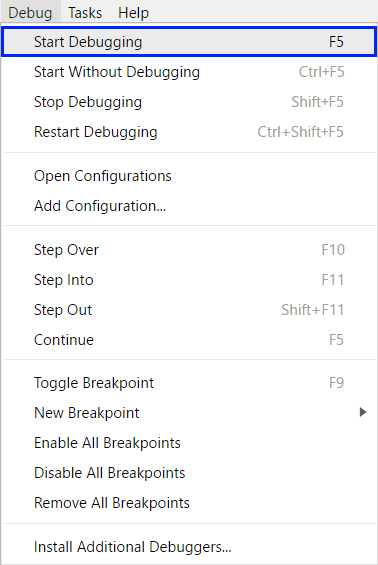 Debug Tasks Help
Start Debugging F5
Start Without Debugging Ctrl+F5
Stop Debugging Shift+F5
Restart Debugging Ctrl+Shift+F5
Open Configurations
Add Configuration...
Step Over F10
Step Into F11
Step Out Shift+F11
Continue F5
Toggle Breakpoint F9
New Breakpoint
Enable All Breakpoints
Disable All Breakpoints
Remove All Breakpoints
Install Additional Debuggers...